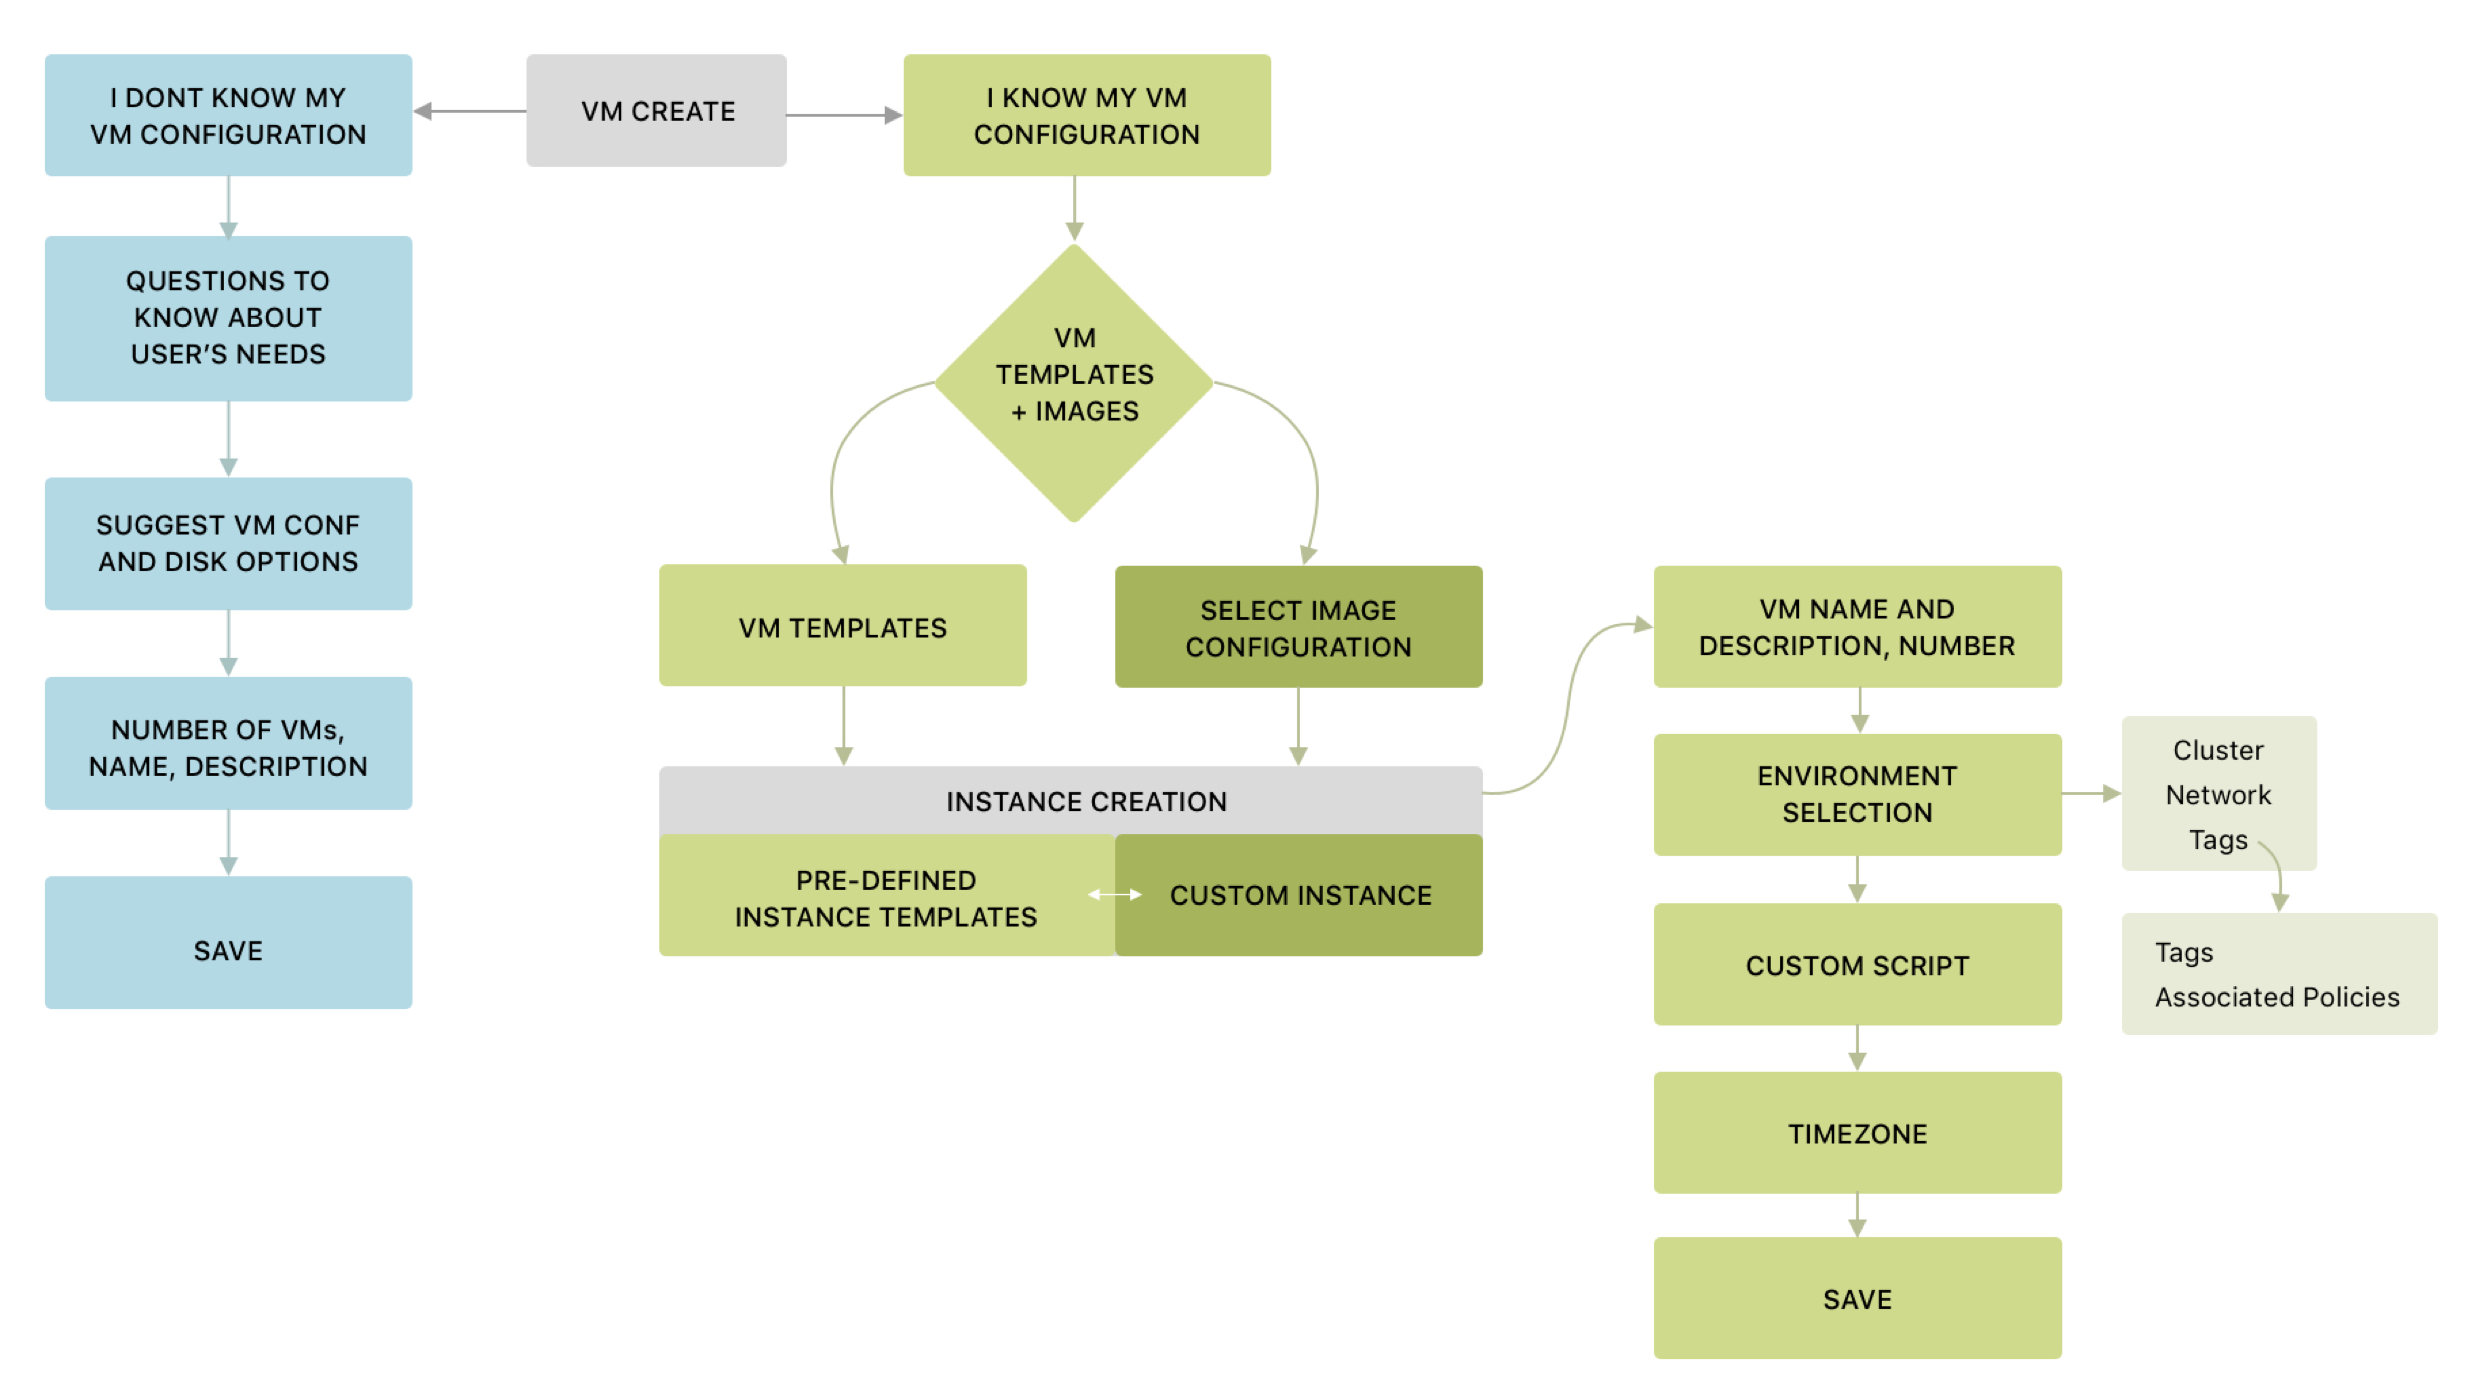 I DONT KNOW MY
VM CONFIGURATION
VM CREATE
I KNOW MY VM
CONFIGURATION
QUESTIONS TO
KNOW ABOUT
USER’S NEEDS
SUGGEST VM CONF
AND DISK OPTIONS
NUMBER OF VMs,
NAME, DESCRIPTION
SAVE
VM
TEMPLATES
+ IMAGES
VM TEMPLATES
SELECT IMAGE
CONFIGURATION
INSTANCE CREATION
PRE-DEFINED
INSTANCE TEMPLATES
CUSTOM INSTANCE
VM NAME AND
DESCRIPTION, NUMBER
ENVIRONMENT
SELECTION
Cluster
Network
Tags
Tags
Associated Policies
CUSTOM SCRIPT
TIMEZONE
SAVE